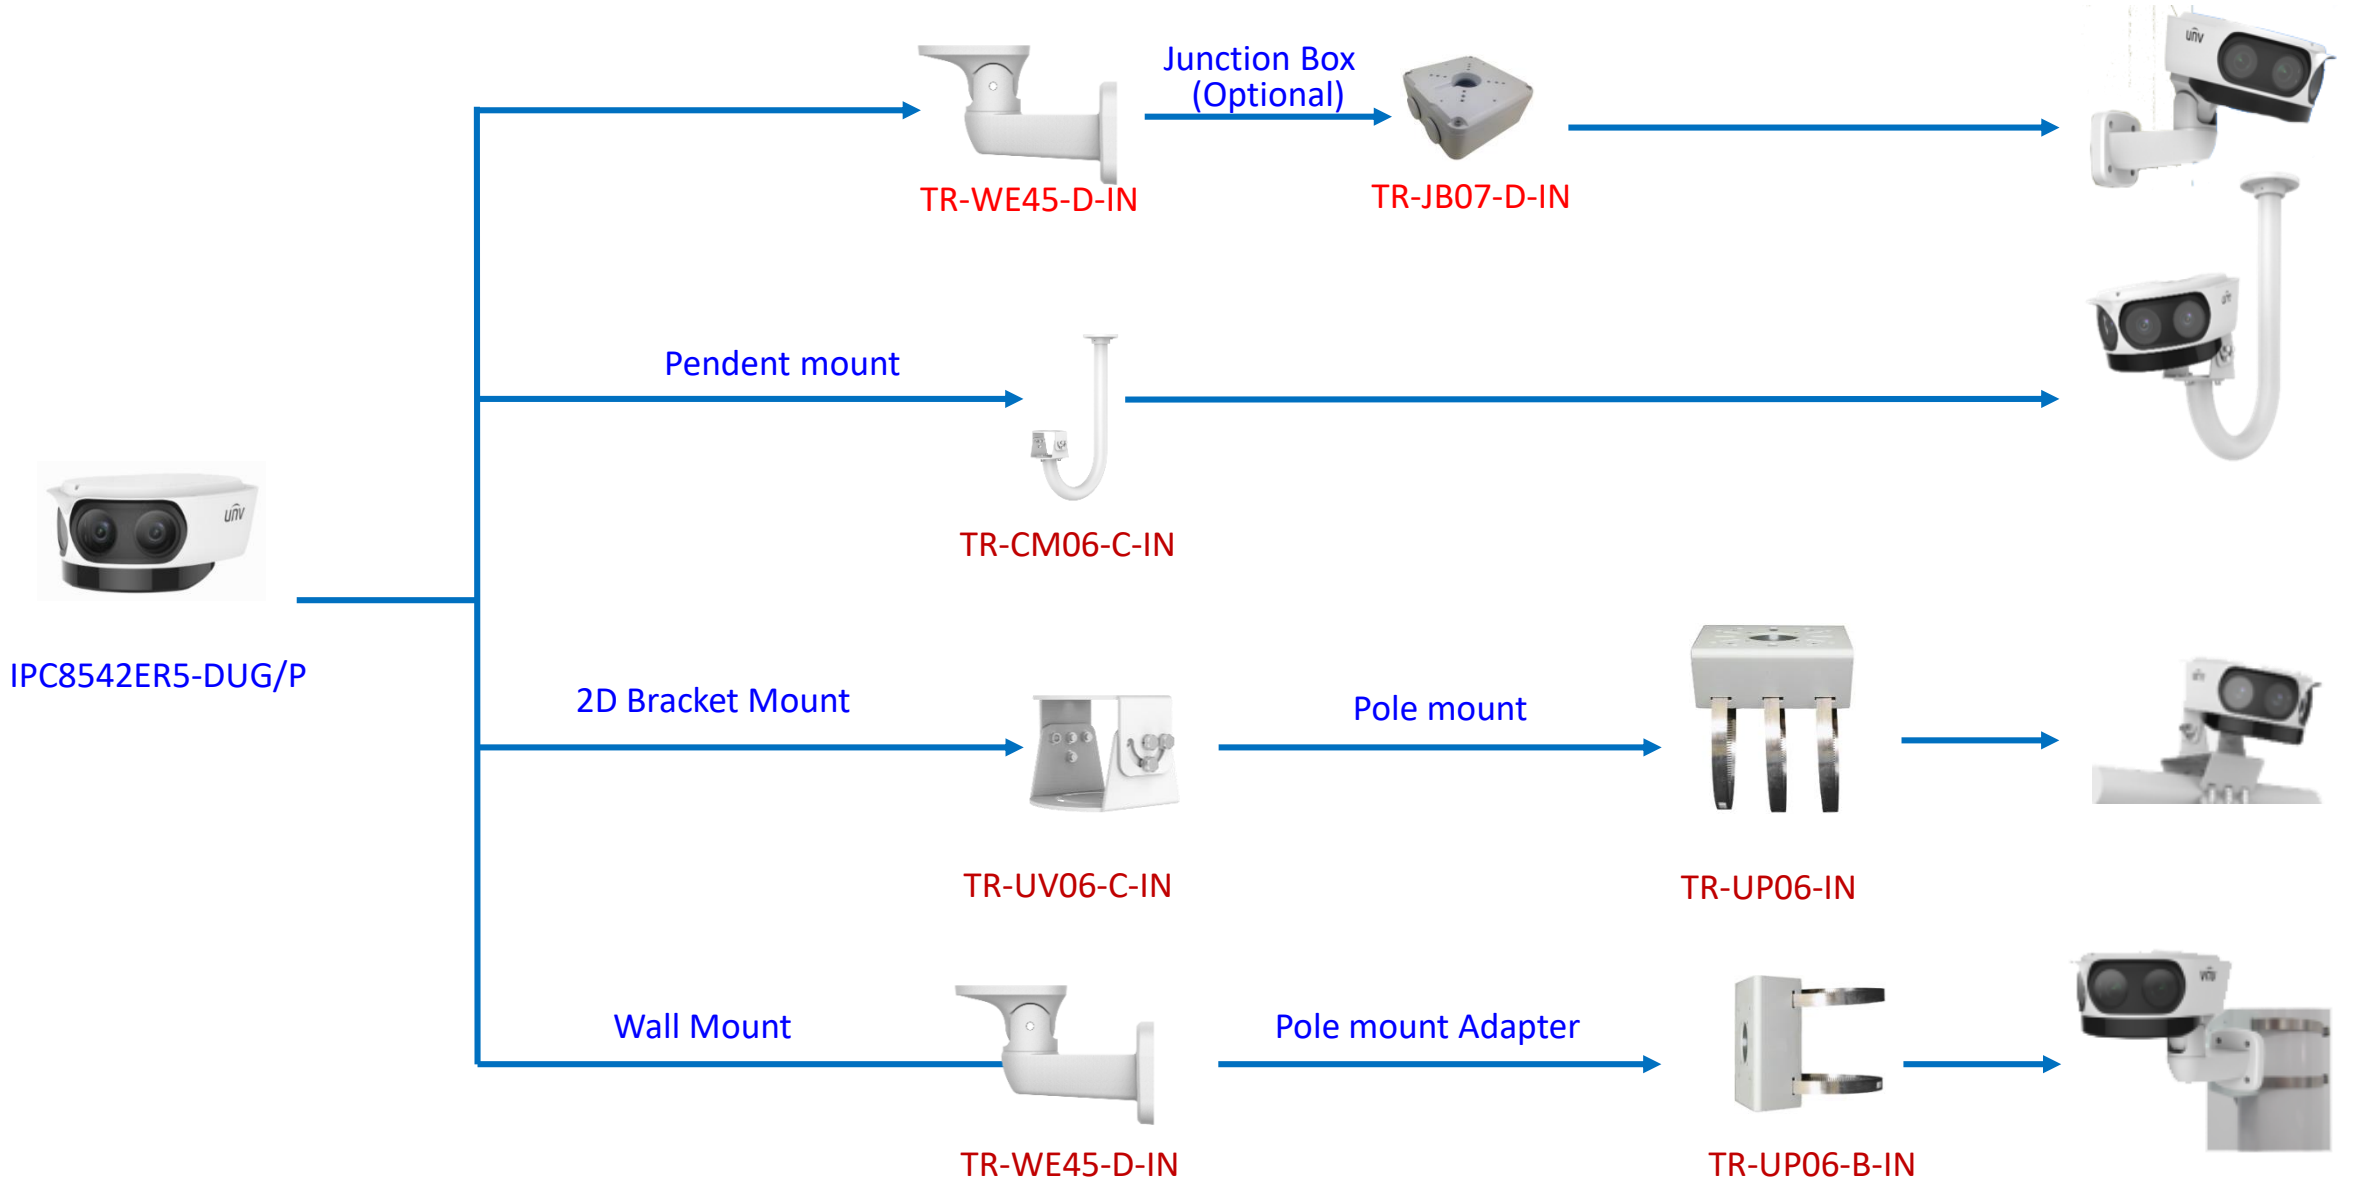 Junction Box
(Optional)
unv
TR-WE45-D-IN
TR-JB07-D-IN
Pendent mount
TR-CM06-C-IN
unv
IPC8542ER5-DUG/P
2D Bracket Mount
Pole mount
TR-UV06-C-IN
TR-UP06-IN
Wall Mount
Pole mount Adapter
TR-WE45-D-IN
TR-UP06-B-IN